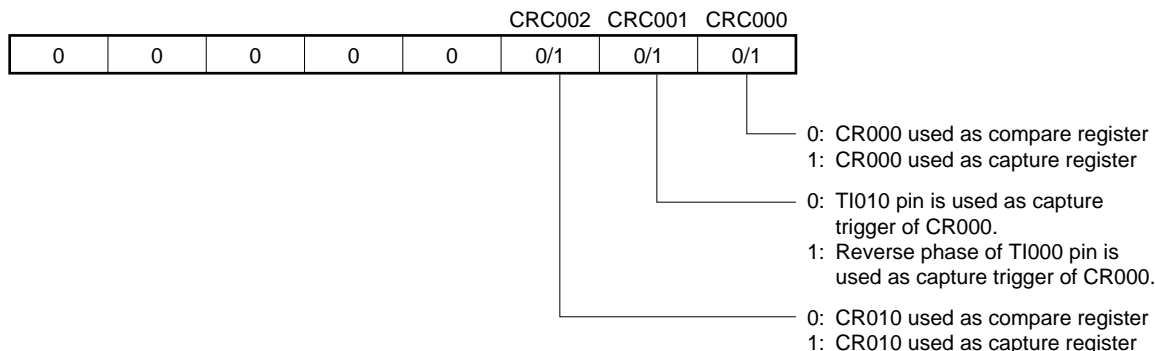 CRC002 CRC001 CRC000
0 0 0 0 0 0/1 0/1 0/1
0: CR000 used as compare register
1: CR000 used as capture register
0: TI010 pin is used as capture
trigger of CR000.
1: Reverse phase of TI000 pin is
used as capture trigger of CR000.
0: CR010 used as compare register
1: CR010 used as capture register